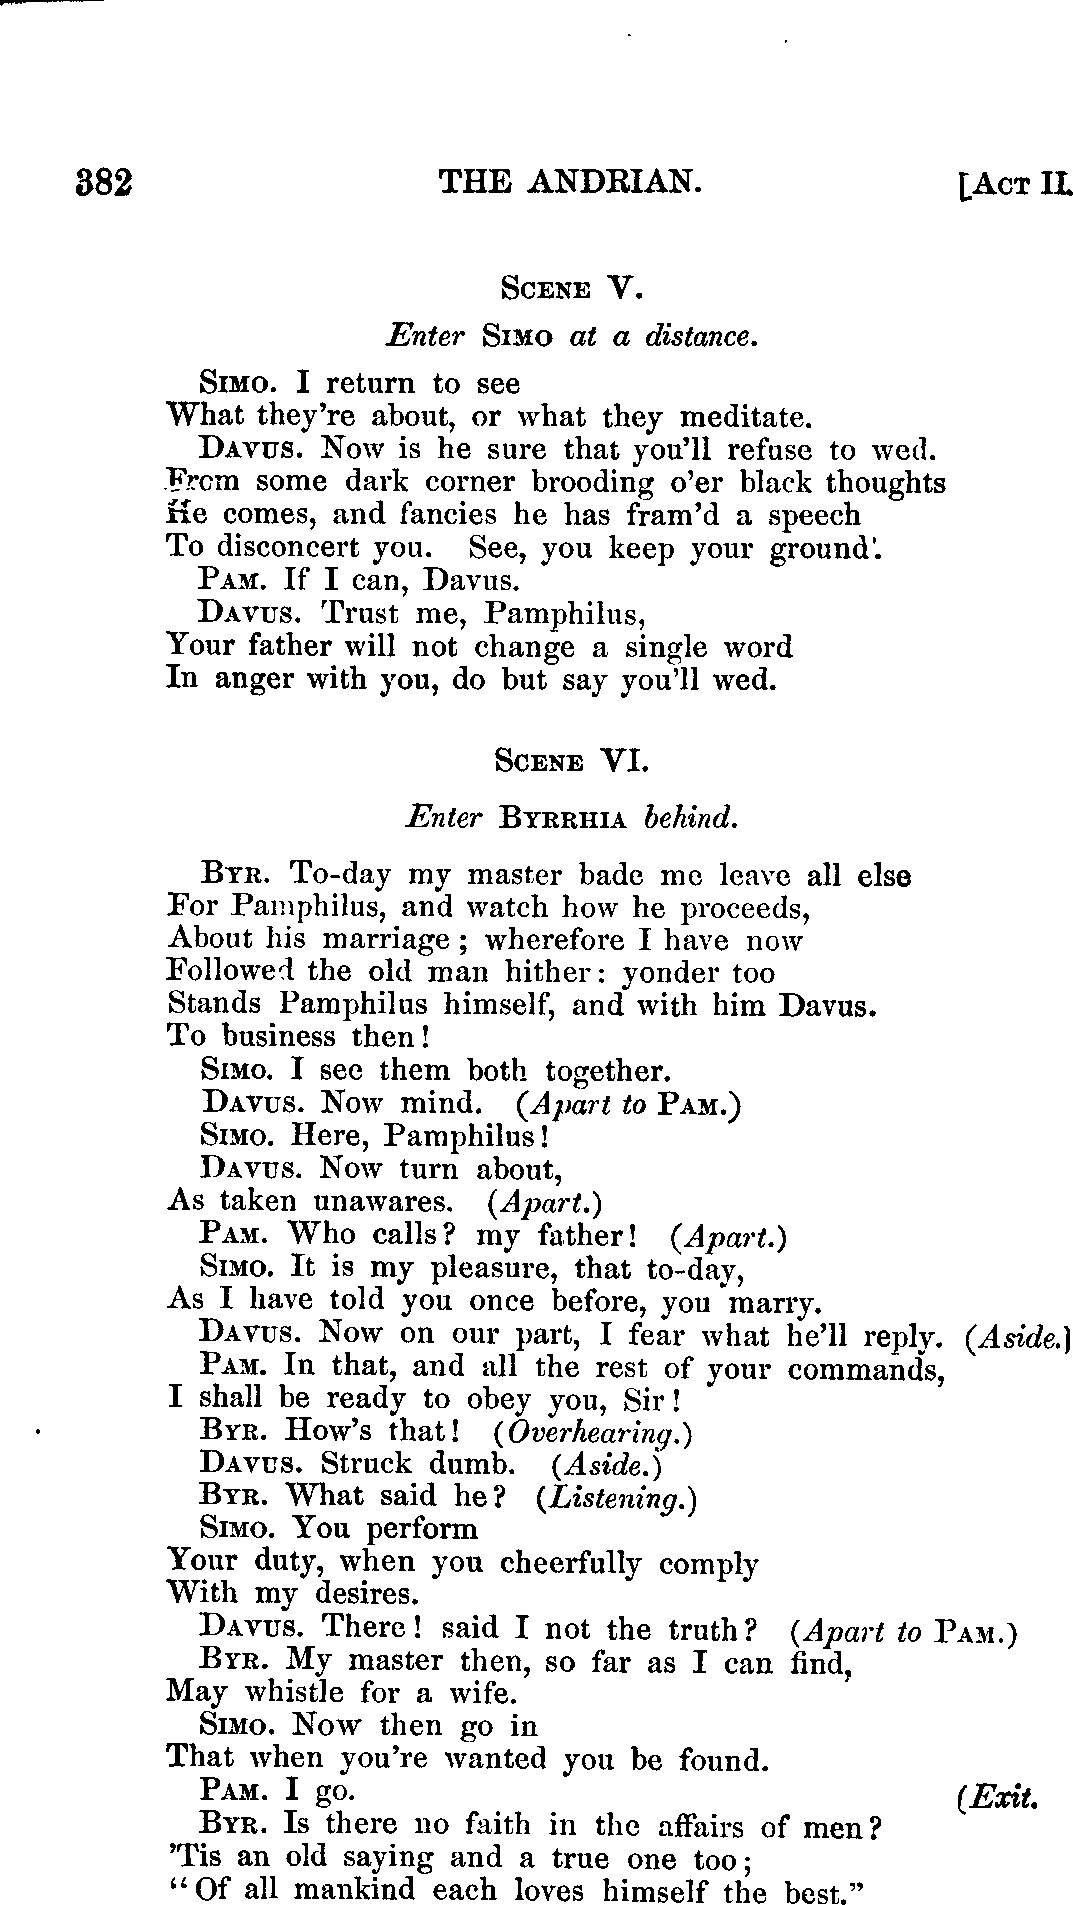 382 THE ANDRIAN. [ACT II.
SCENE V.
Enter SIMO at a distance.
SIMO. I return to see
What they're about, or what they meditate.
DAVUS. Now is he sure that you'll refuse to wed.
From some dark corner brooding o'er black thoughts
He comes, and fancies he has fram'd a speech
To disconcert you. See, you keep your ground.
PAM. If I can, Davus.
DAVUS. Trust me, Pamphilus,
Your father will not change a single word
In anger with you, do but say you'll wed.
SCENE VI.
Enter BYRRHIA behind.
BYR. To-day my master bade me leave all else
For Pamphilus, and watch how he proceeds,
About his marriage; wherefore I have now
Followed the old man hither: yonder too
Stands Pamphilus himself, and with him Davus.
To business then!
SIMO. I see them both together.
DAVUS. Now mind. (Apart to PAM.)
SIMO. Here, Pamphilus!
DAVUS. Now turn about,
As taken unawares. (Apart.)
PAM. Who calls? my father! (Apart.)
SIMO. It is my pleasure, that to-day,
As I have told you once before, you marry.
DAVUS. Now on our part, I fear what he'll reply. (Aside.)
PAM. In that, and all the rest of your commands,
I shall be ready to obey you, Sir!
BYR. How's that! (Overhearing.)
DAVUS. Struck dumb. (Aside.)
BYR. What said he? (Listening.)
SIMO. You perform
Your duty, when you cheerfully comply
With my desires.
DAVUS. There! said I not the truth? (Apart to PAM.)
BYR. My master then, so far as I can find,
May whistle for a wife.
SIMO. Now then go in
That when you're wanted you be found.
PAM. I go. (Exit.
BYR. Is there no faith in the affairs of men?
'Tis an old saying and a true one too;
"Of all mankind each loves himself the best."